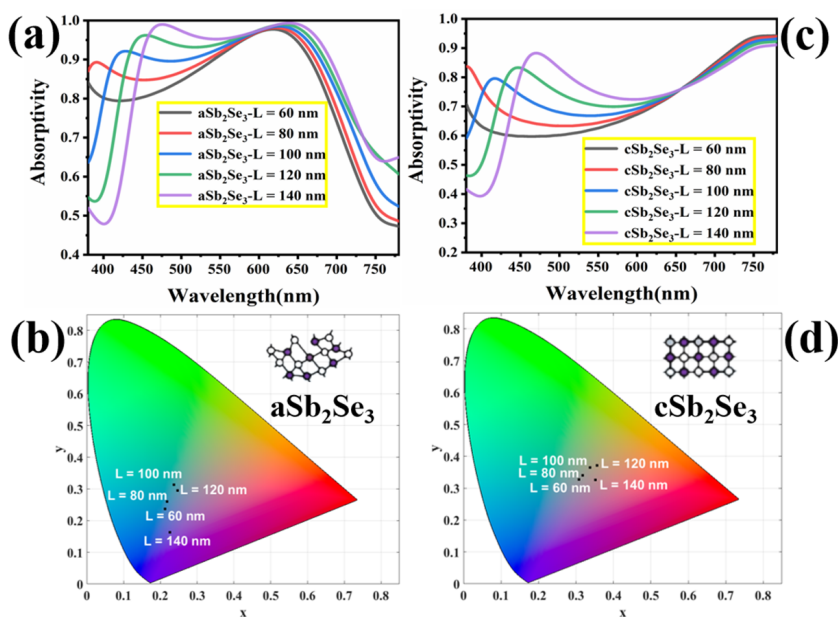 (a)
1.0
0.9
0.8
0.7
0.6
0.5
0.4
Absorptivity
aSb₂Se₃-L = 60 nm
aSb₂Se₃-L = 80 nm
aSb₂Se₃-L = 100 nm
aSb₂Se₃-L = 120 nm
aSb₂Se₃-L = 140 nm
400 450 500 550 600 650 700 750
Wavelength(nm)
(c)
1.0
0.9
0.8
0.7
0.6
0.5
0.4
0.3
0.2
Absorptivity
cSb₂Se₃-L = 60 nm
cSb₂Se₃-L = 80 nm
cSb₂Se₃-L = 100 nm
cSb₂Se₃-L = 120 nm
cSb₂Se₃-L = 140 nm
400 450 500 550 600 650 700 750
Wavelength(nm)
(b)
0.8
0.7
0.6
0.5
0.4
0.3
0.2
0.1
0
y
aSb₂Se₃
L = 100 nm
L = 120 nm
L = 80 nm
L = 60 nm
L = 140 nm
0 0.1 0.2 0.3 0.4 0.5 0.6 0.7 0.8
x
(d)
0.8
0.7
0.6
0.5
0.4
0.3
0.2
0.1
0
y
cSb₂Se₃
L = 100 nm
L = 120 nm
L = 80 nm
L = 60 nm
L = 140 nm
0 0.1 0.2 0.3 0.4 0.5 0.6 0.7 0.8
x